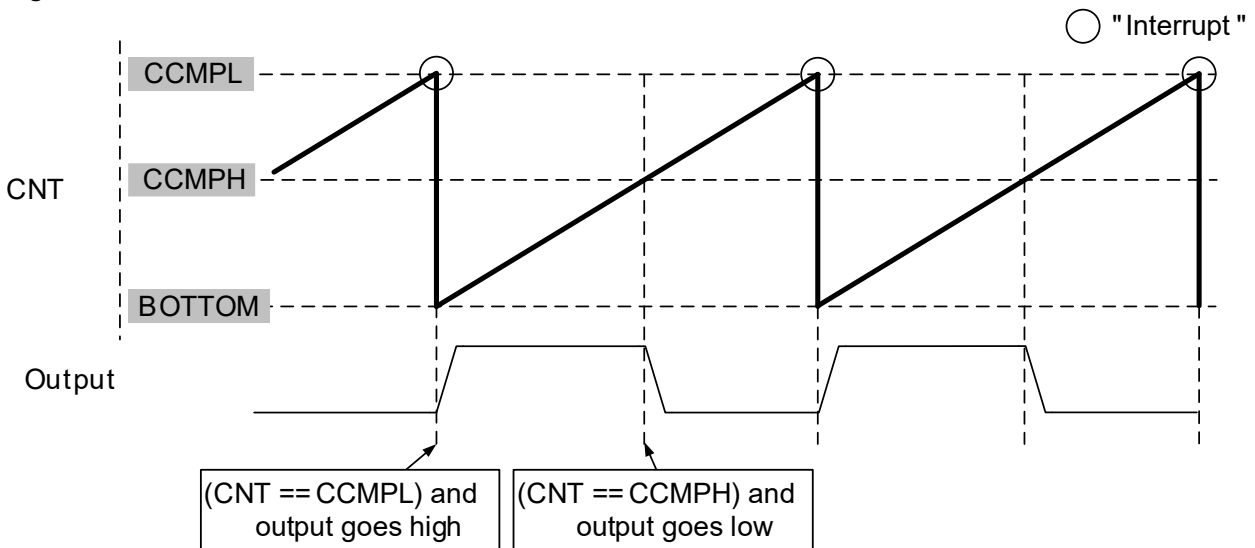 "Interrupt"
CCMPL
CNT
CCMPH
BOTTOM
Output
(CNT == CCMPL) and
output goes high
(CNT == CCMPH) and
output goes low